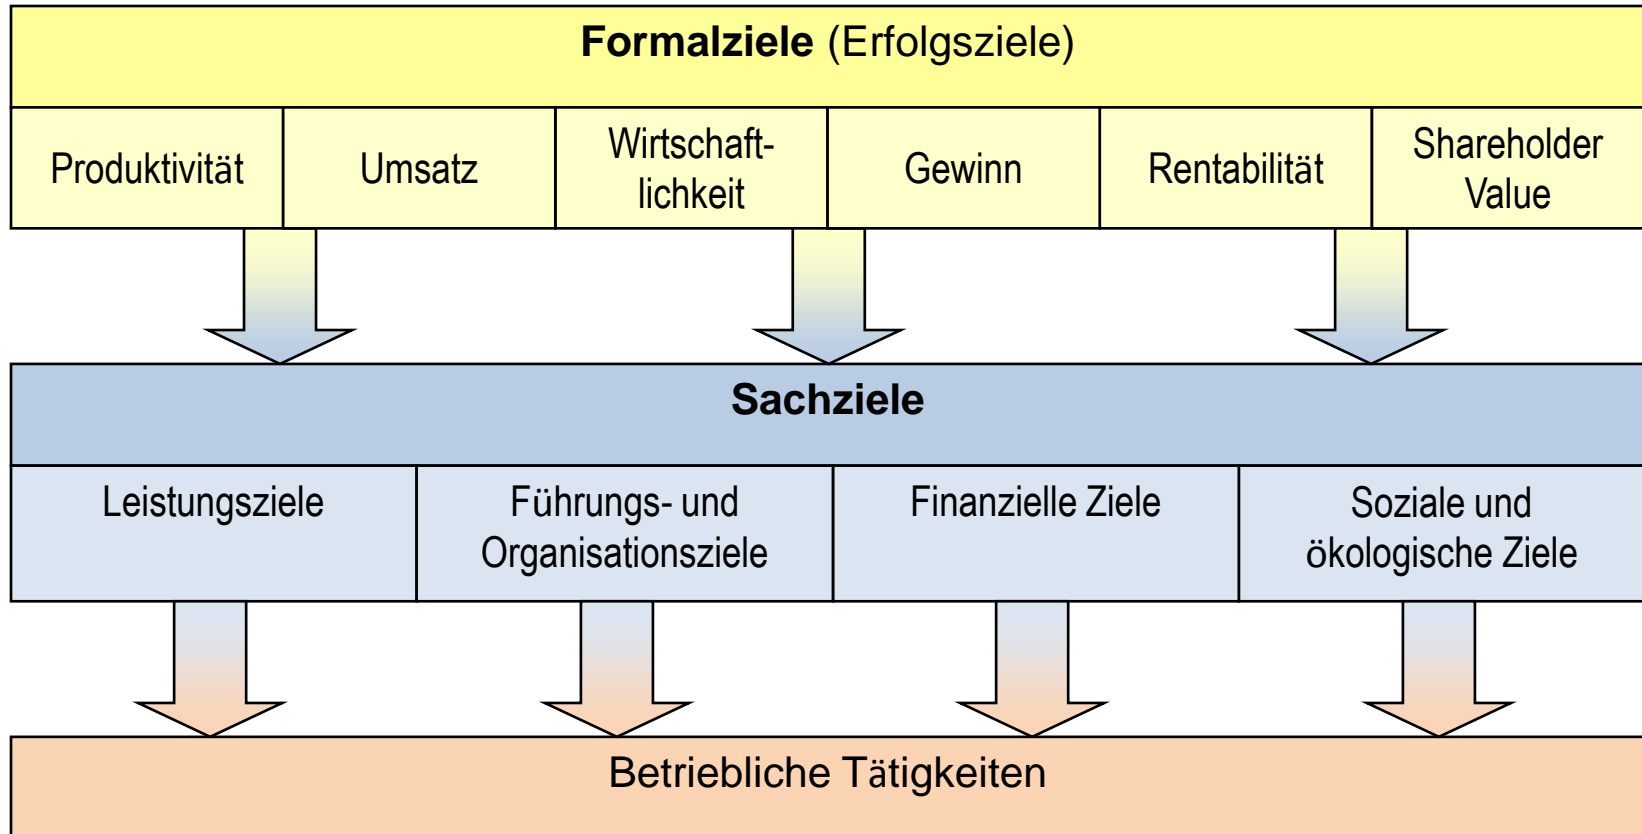 Formalziele (Erfolgsziele)
Produktivität
Umsatz
Wirtschaft-
lichkeit
Gewinn
Rentabilität
Shareholder
Value
Sachziele
Leistungsziele
Führungs- und
Organisationsziele
Finanzielle Ziele
Soziale und
ökologische Ziele
Betriebliche Tätigkeiten